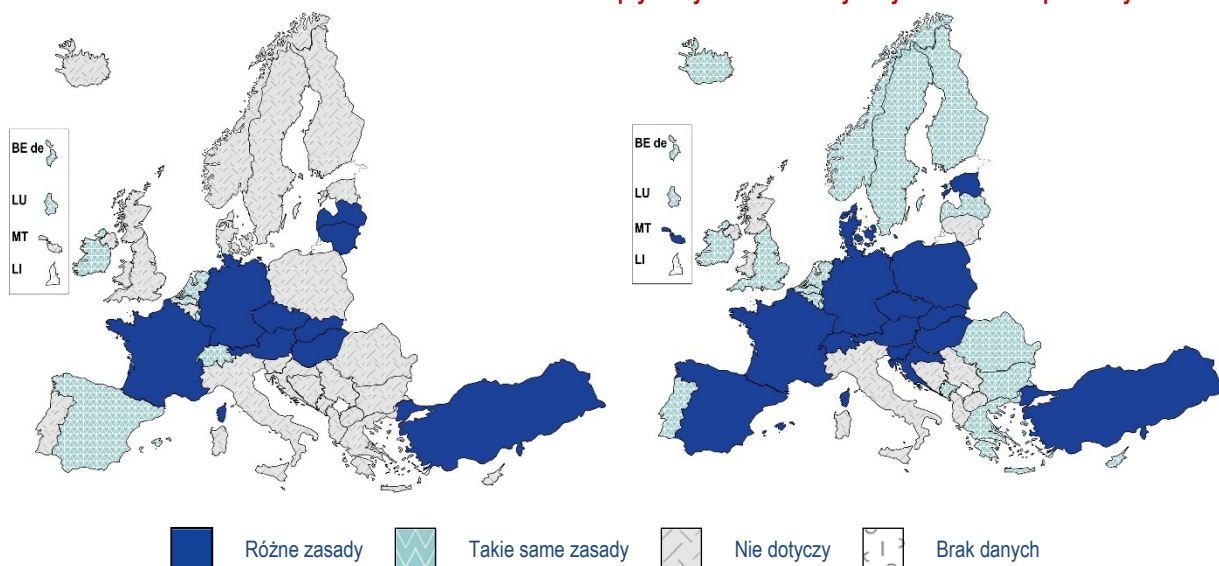 BE de
LU
MT
LI
BE de
LU
MT
LI
Różne zasady
Takie same zasady
Nie dotyczy
Brak danych